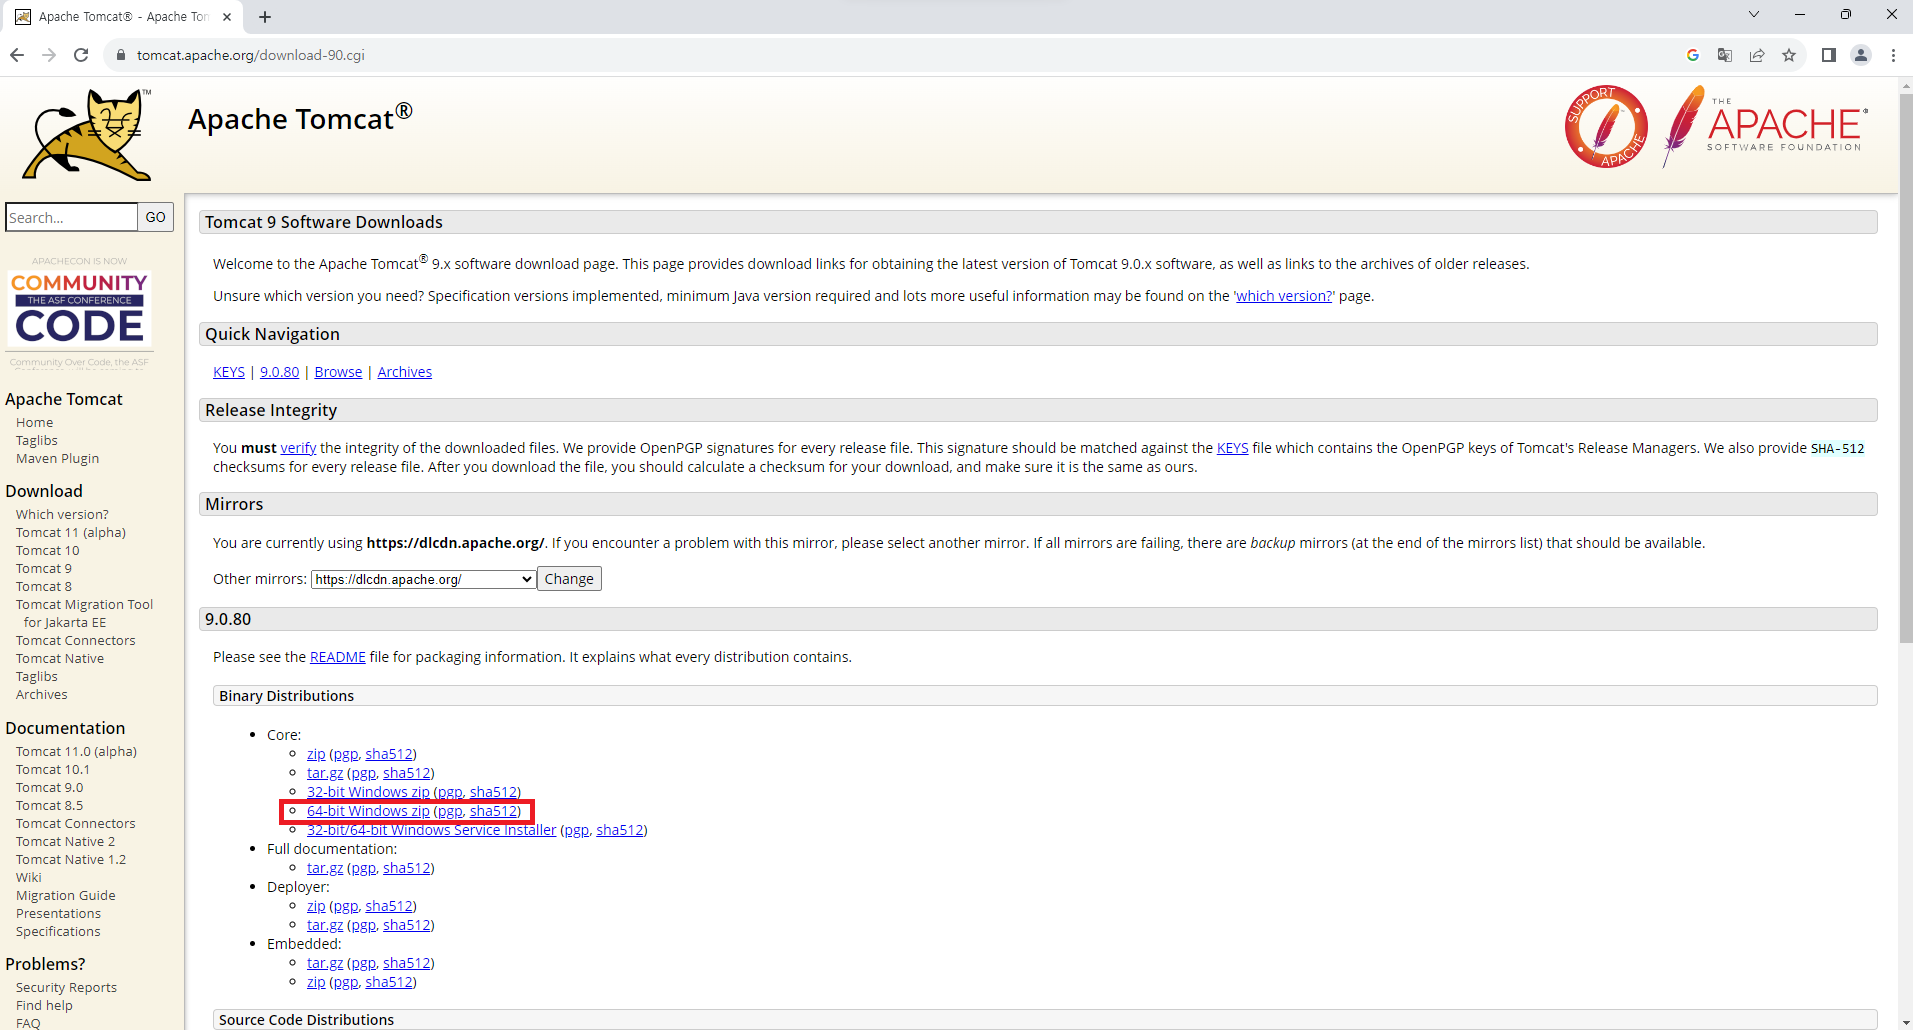 Apache Tomcat® - Apache Tom
tomcat.apache.org/download-90.cgi
TM
Apache Tomcat®
SUPPORT APACHE
THE
APACHE®
SOFTWARE FOUNDATION
Search... GO
APACHECON IS NOW
COMMUNITY
THE ASF CONFERENCE
CODE
Community Over Code, the ASF
Apache Tomcat
Home
Taglibs
Maven Plugin
Download
Which version?
Tomcat 11 (alpha)
Tomcat 10
Tomcat 9
Tomcat 8
Tomcat Migration Tool
for Jakarta EE
Tomcat Connectors
Tomcat Native
Taglibs
Archives
Documentation
Tomcat 11.0 (alpha)
Tomcat 10.1
Tomcat 9.0
Tomcat 8.5
Tomcat Connectors
Tomcat Native 2
Tomcat Native 1.2
Wiki
Migration Guide
Presentations
Specifications
Problems?
Security Reports
Find help
FAQ
Tomcat 9 Software Downloads
Welcome to the Apache Tomcat® 9.x software download page. This page provides download links for obtaining the latest version of Tomcat 9.0.x software, as well as links to the archives of older releases.
Unsure which version you need? Specification versions implemented, minimum Java version required and lots more useful information may be found on the 'which version?' page.
Quick Navigation
KEYS | 9.0.80 | Browse | Archives
Release Integrity
You must verify the integrity of the downloaded files. We provide OpenPGP signatures for every release file. This signature should be matched against the KEYS file which contains the OpenPGP keys of Tomcat's Release Managers. We also provide SHA-512
checksums for every release file. After you download the file, you should calculate a checksum for your download, and make sure it is the same as ours.
Mirrors
You are currently using https://dlcdn.apache.org/. If you encounter a problem with this mirror, please select another mirror. If all mirrors are failing, there are backup mirrors (at the end of the mirrors list) that should be available.
Other mirrors: https://dlcdn.apache.org/ Change
9.0.80
Please see the README file for packaging information. It explains what every distribution contains.
Binary Distributions
• Core:
◦ zip (pgp, sha512)
◦ tar.gz (pgp, sha512)
◦ 32-bit Windows zip (pgp, sha512)
◦ 64-bit Windows zip (pgp, sha512)
◦ 32-bit/64-bit Windows Service Installer (pgp, sha512)
• Full documentation:
◦ tar.gz (pgp, sha512)
• Deployer:
◦ zip (pgp, sha512)
◦ tar.gz (pgp, sha512)
• Embedded:
◦ tar.gz (pgp, sha512)
◦ zip (pgp, sha512)
Source Code Distributions